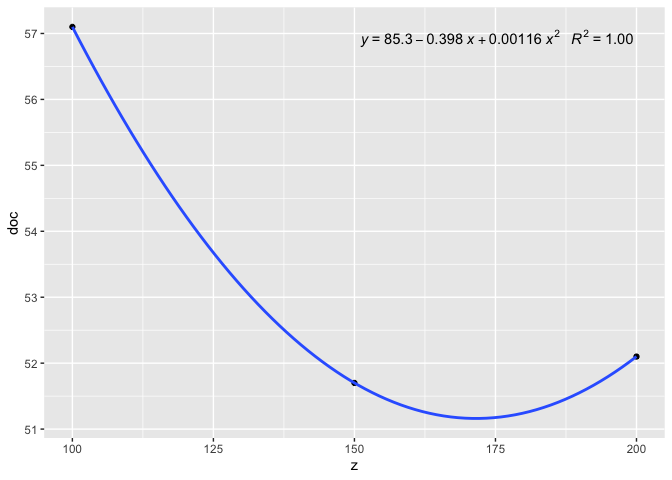 y = 85.3 – 0.398 x + 0.00116 x² R² = 1.00
57
56
55
54
53
52
51
doc
100 125 150 175 200
z